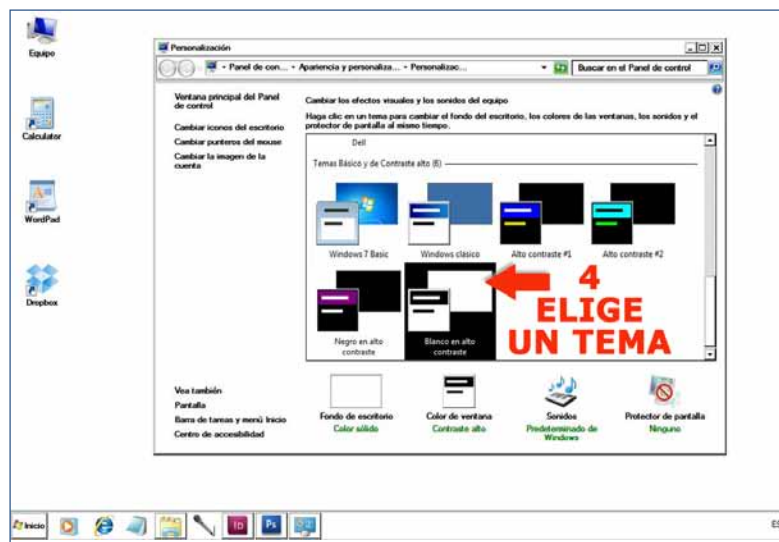 Equipo
Calculator
WordPad
Dropbox
Personalización
Panel de con... Apariencia y personaliza... Personalizac...
Buscar en el Panel de control
Ventana principal del Panel
de control
Cambiar iconos del escritorio
Cambiar punteros del mouse
Cambiar la imagen de la
cuenta
Cambiar los efectos visuales y los sonidos del equipo
Haga clic en un tema para cambiar el fondo del escritorio, los colores de las ventanas, los sonidos y el
protector de pantalla al mismo tiempo.
Dell
Temas Básico y de Contraste alto (6)
Windows 7 Basic
Windows clásico
Alto contraste #1
Alto contraste #2
Negro en alto
contraste
Blanco en alto
contraste
4
ELIGE
UN TEMA
Vea también
Pantalla
Barra de tareas y menú Inicio
Centro de accesibilidad
Fondo de escritorio
Color sólido
Color de ventana
Contraste alto
Sonidos
Predeterminado de
Windows
Protector de pantalla
Ninguno
Inicio
ID
Ps
ES